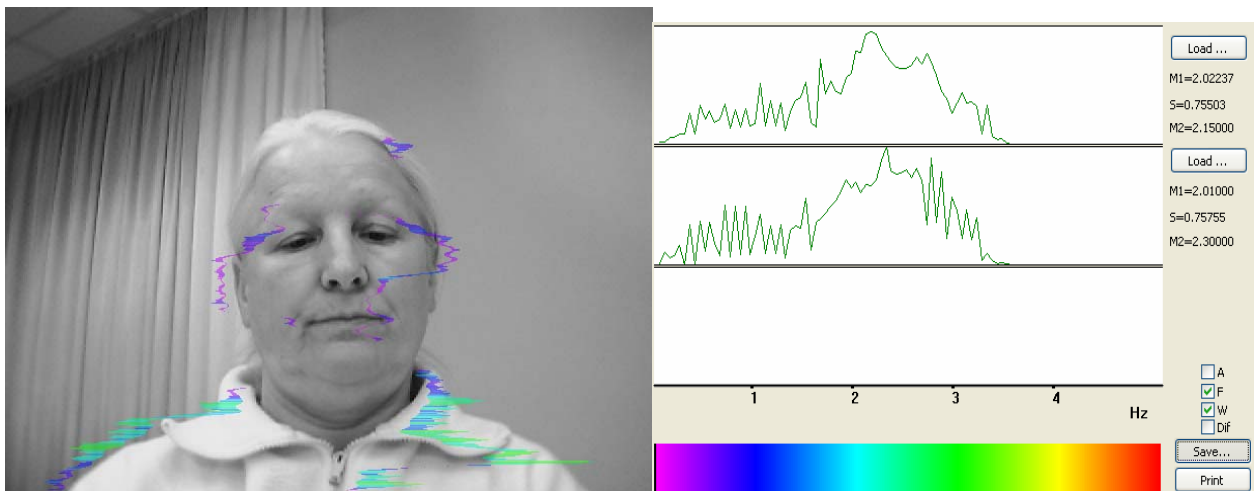 Load ...
M1=2.02237
S=0.75503
M2=2.15000
Load ...
M1=2.01000
S=0.75755
M2=2.30000
A
F
W
Dif
1 2 3 4
Hz
Save...
Print